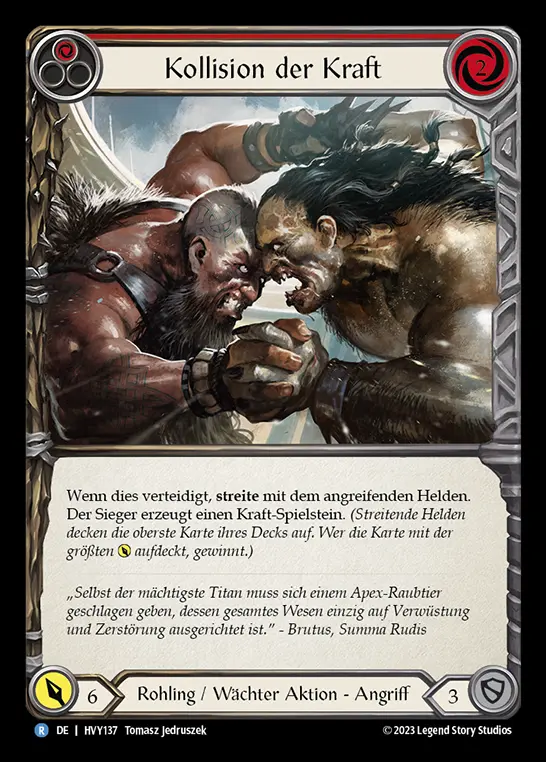 Kollision der Kraft
2
Wenn dies verteidigt, streite mit dem angreifenden Helden.
Der Sieger erzeugt einen Kraft-Spielstein. (Streitende Helden
decken die oberste Karte ihres Decks auf. Wer die Karte mit der
größten aufdeckt, gewinnt.)
„Selbst der mächtigste Titan muss sich einem Apex-Raubtier
geschlagen geben, dessen gesamtes Wesen einzig auf Verwüstung
und Zerstörung ausgerichtet ist.” - Brutus, Summa Rudis
6 Rohling / Wächter Aktion - Angriff 3
R DE | HVY137 Tomasz Jedruszek © 2023 Legend Story Studios